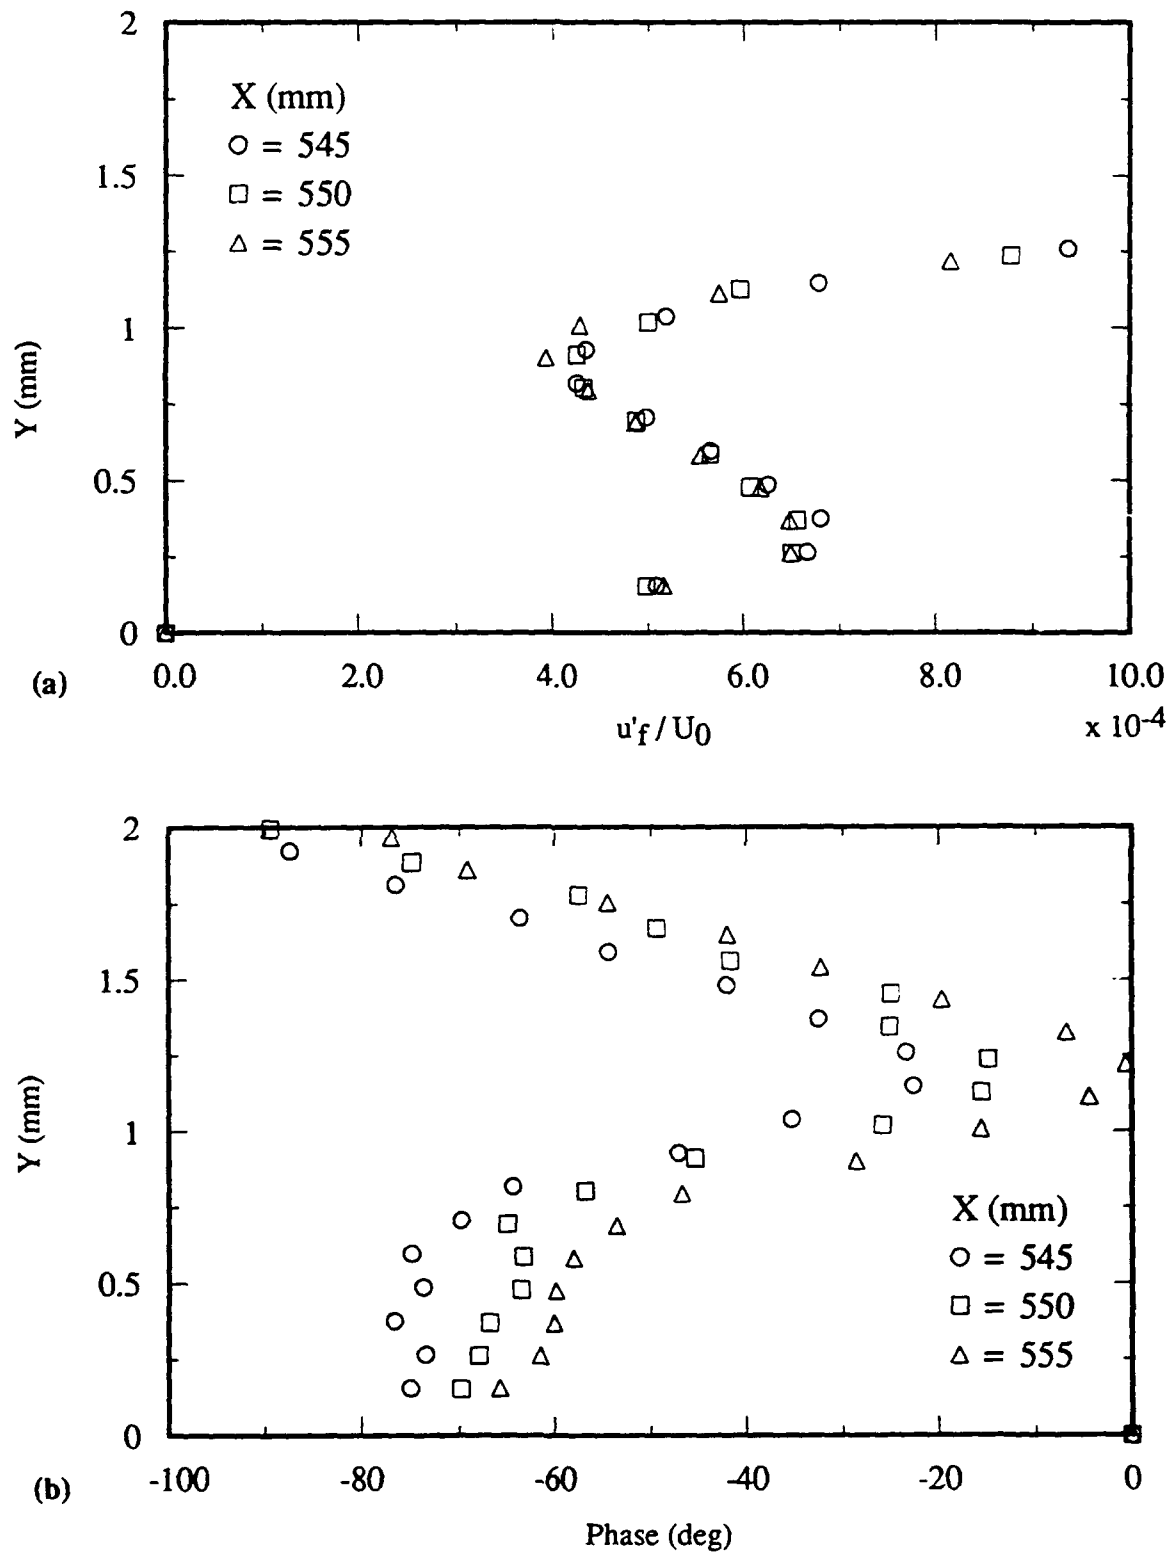 2
X (mm)
○ = 545
1.5
□ = 550
△ = 555
1
Y (mm)
0.5
0
(a)
0.0 2.0 4.0 6.0 8.0 10.0
u'f / U0
x 10-4
2
1.5
Y (mm)
1
X (mm)
○ = 545
0.5
□ = 550
△ = 555
0
(b)
-100 -80 -60 -40 -20 0
Phase (deg)